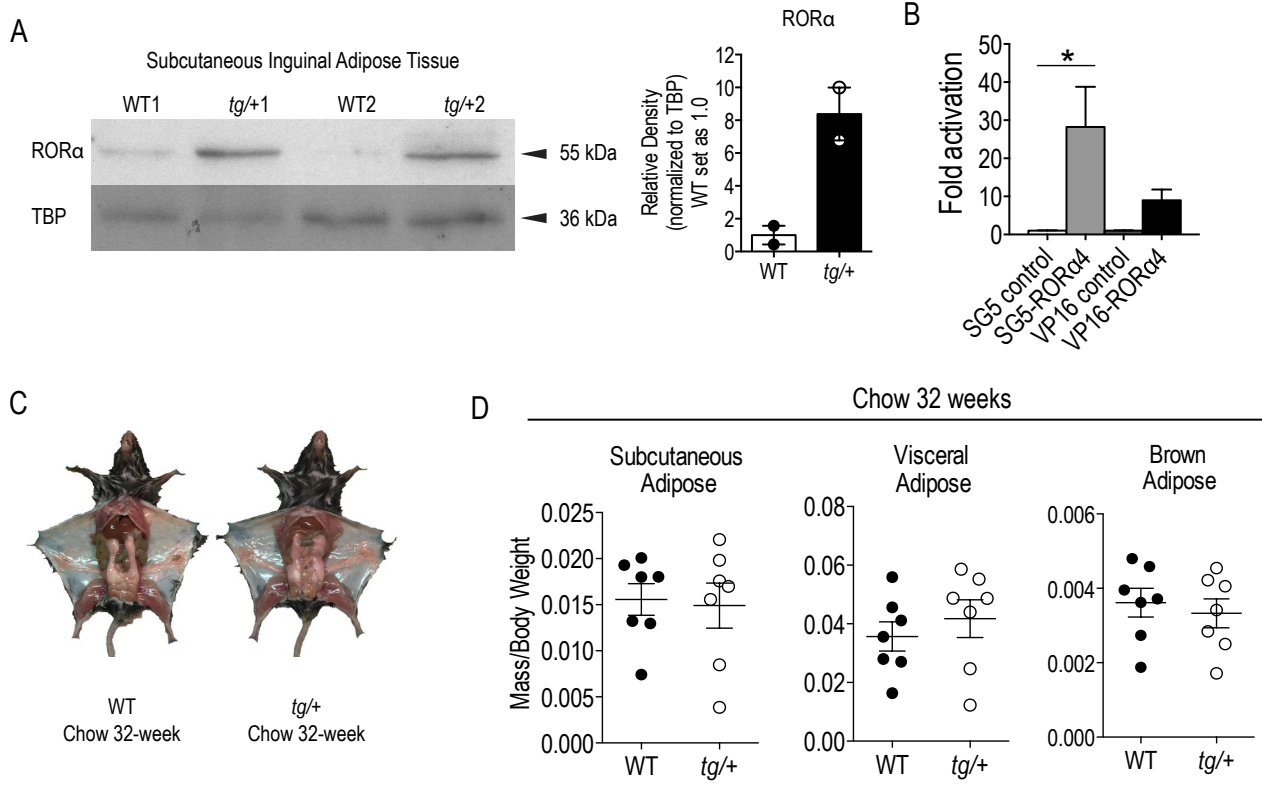 A
Subcutaneous Inguinal Adipose Tissue
WT1 tg/+1 WT2 tg/+2
RORα
55 kDa
TBP
36 kDa
RORα
Relative Density
(normalized to TBP)
WT set as 1.0
12
10
8
6
4
2
0
WT tg/+
B
Fold activation
50
40
30
20
10
0
*
SG5 control
SG5-RORα4
VP16 control
VP16-RORα4
C
WT
Chow 32-week
tg/+
Chow 32-week
D
Chow 32 weeks
Subcutaneous
Adipose
Mass/Body Weight
0.025
0.020
0.015
0.010
0.005
0.000
WT tg/+
Visceral
Adipose
0.08
0.06
0.04
0.02
0.00
WT tg/+
Brown
Adipose
0.006
0.004
0.002
0.000
WT tg/+